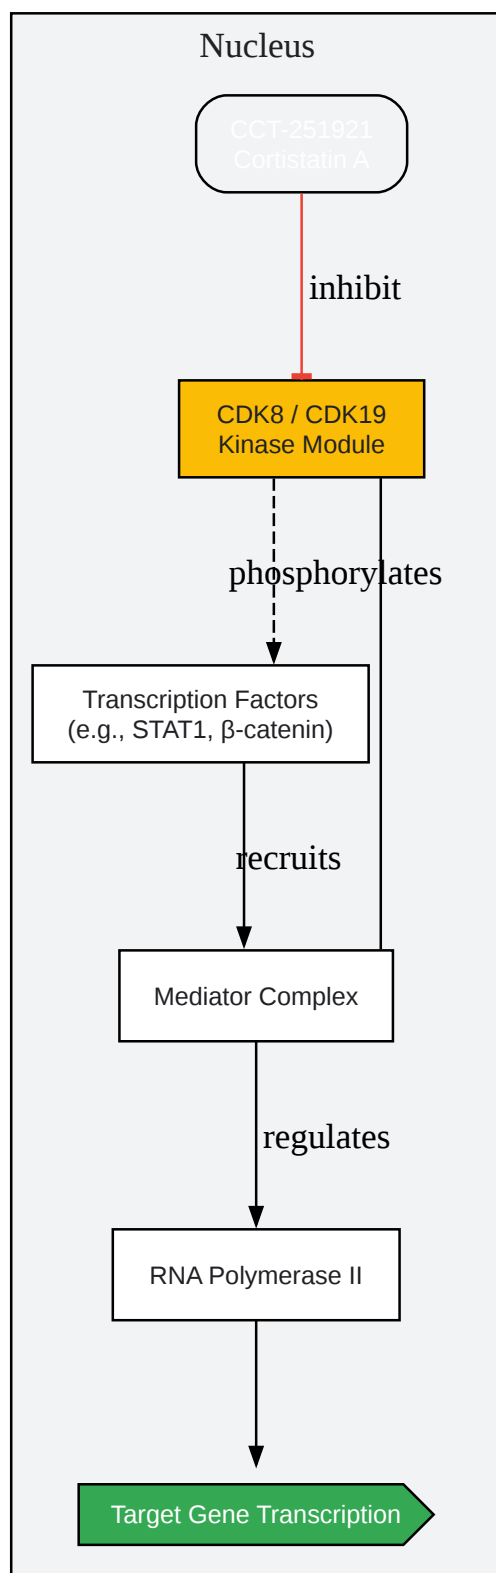 Nucleus
CCT-251921
Cortistatin A
inhibit
CDK8 / CDK19
Kinase Module
phosphorylates
Transcription Factors
(e.g., STAT1, β-catenin)
recruits
Mediator Complex
regulates
RNA Polymerase II
Target Gene Transcription